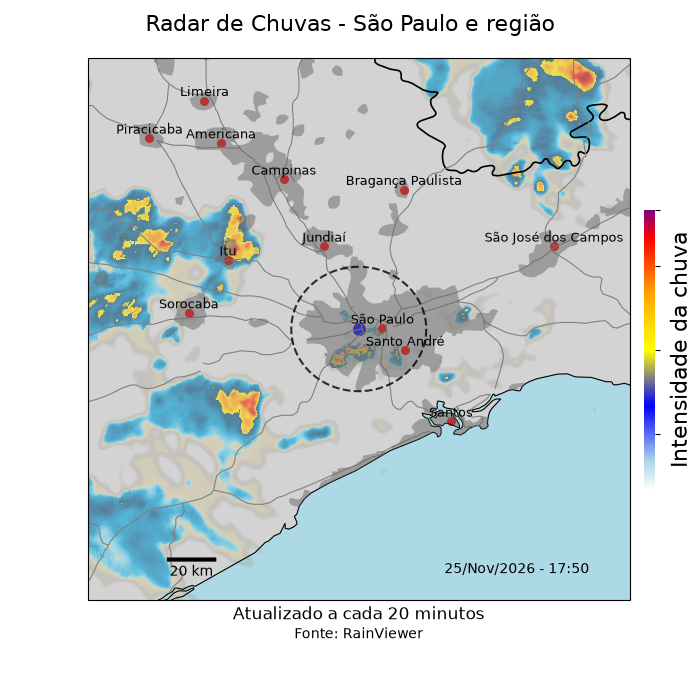 Radar de Chuvas - São Paulo e região
Limeira
Piracicaba
Americana
Campinas
Bragança Paulista
Itu
Jundiaí
São José dos Campos
Sorocaba
São Paulo
Santo André
Santos
Intensidade da chuva
20 km
25/Nov/2026 - 17:50
Atualizado a cada 20 minutos
Fonte: RainViewer